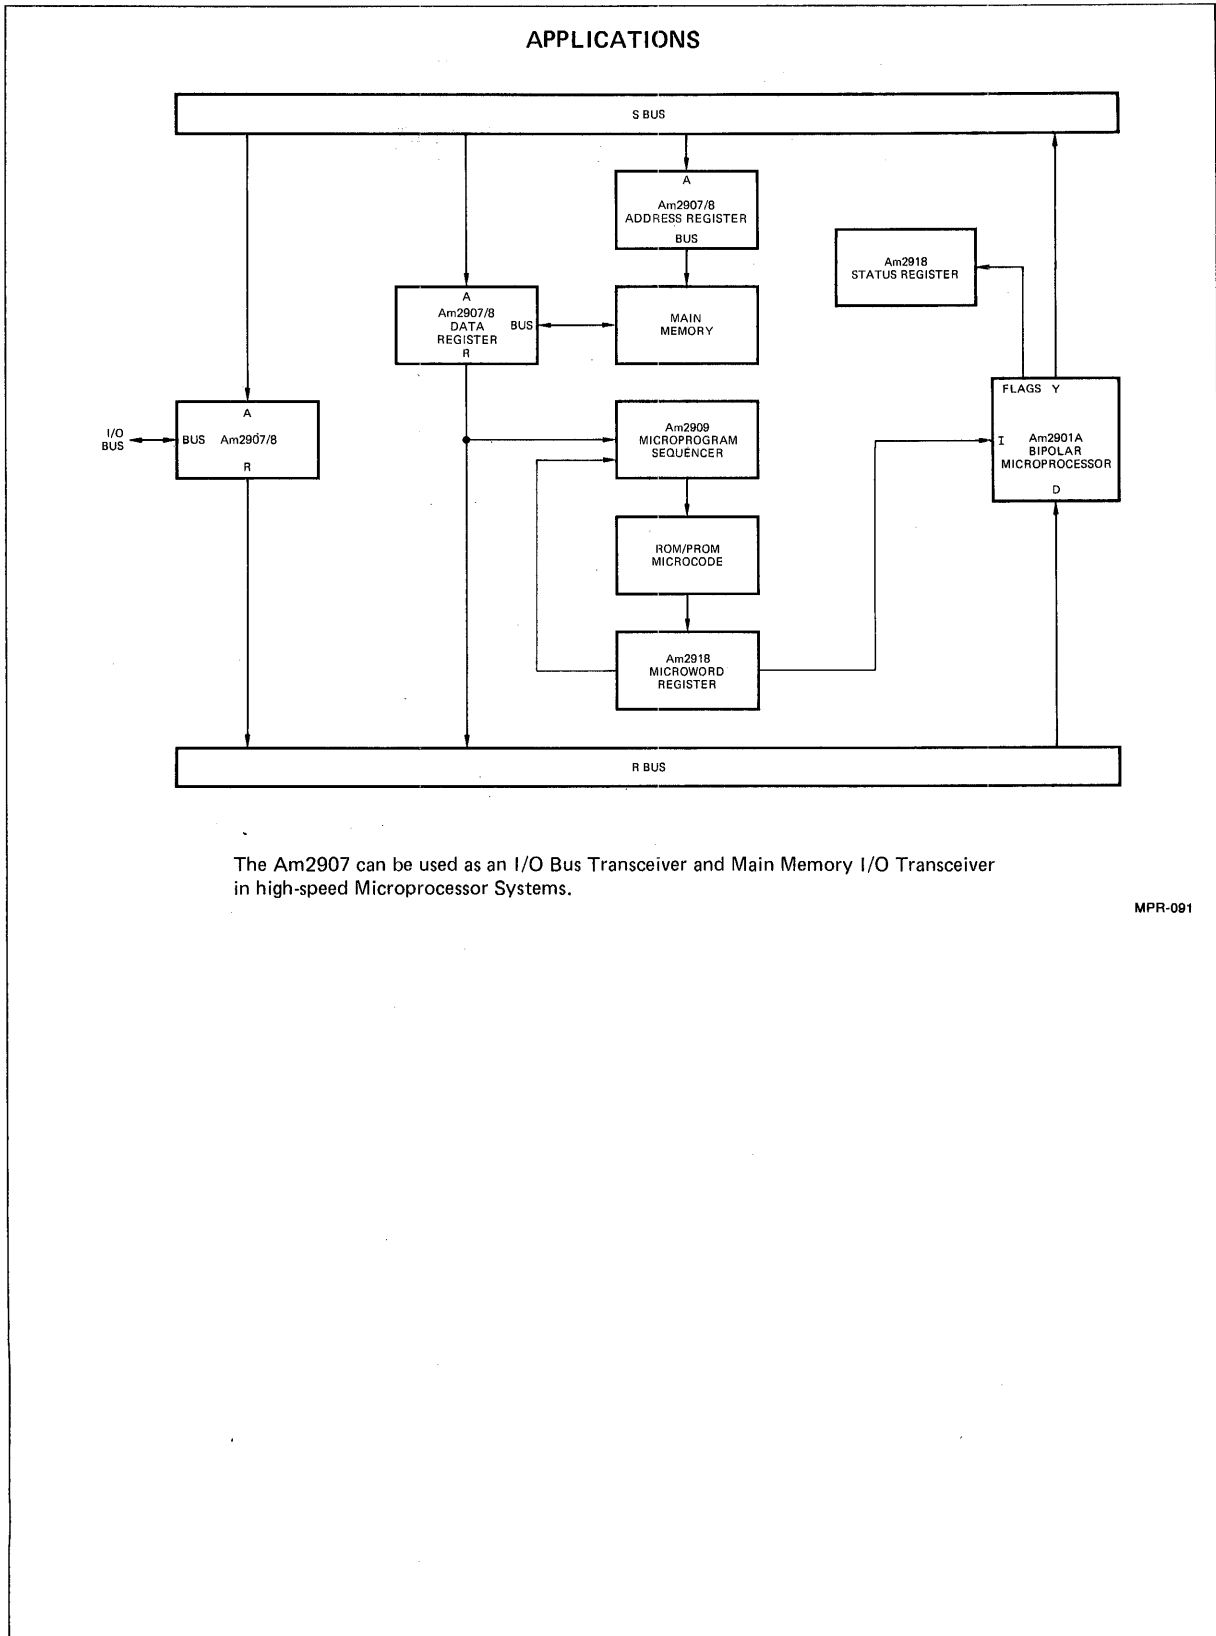 APPLICATIONS
S BUS
A
Am2907/8
ADDRESS REGISTER
BUS
Am2918
STATUS REGISTER
A
Am2907/8
DATA
REGISTER
BUS
R
MAIN
MEMORY
FLAGS Y
I
Am2901A
BIPOLAR
MICROPROCESSOR
D
I/O
BUS
A
BUS Am2907/8
R
Am2909
MICROPROGRAM
SEQUENCER
ROM/PROM
MICROCODE
Am2918
MICROWORD
REGISTER
R BUS
The Am2907 can be used as an I/O Bus Transceiver and Main Memory I/O Transceiver
in high-speed Microprocessor Systems.
MPR-091